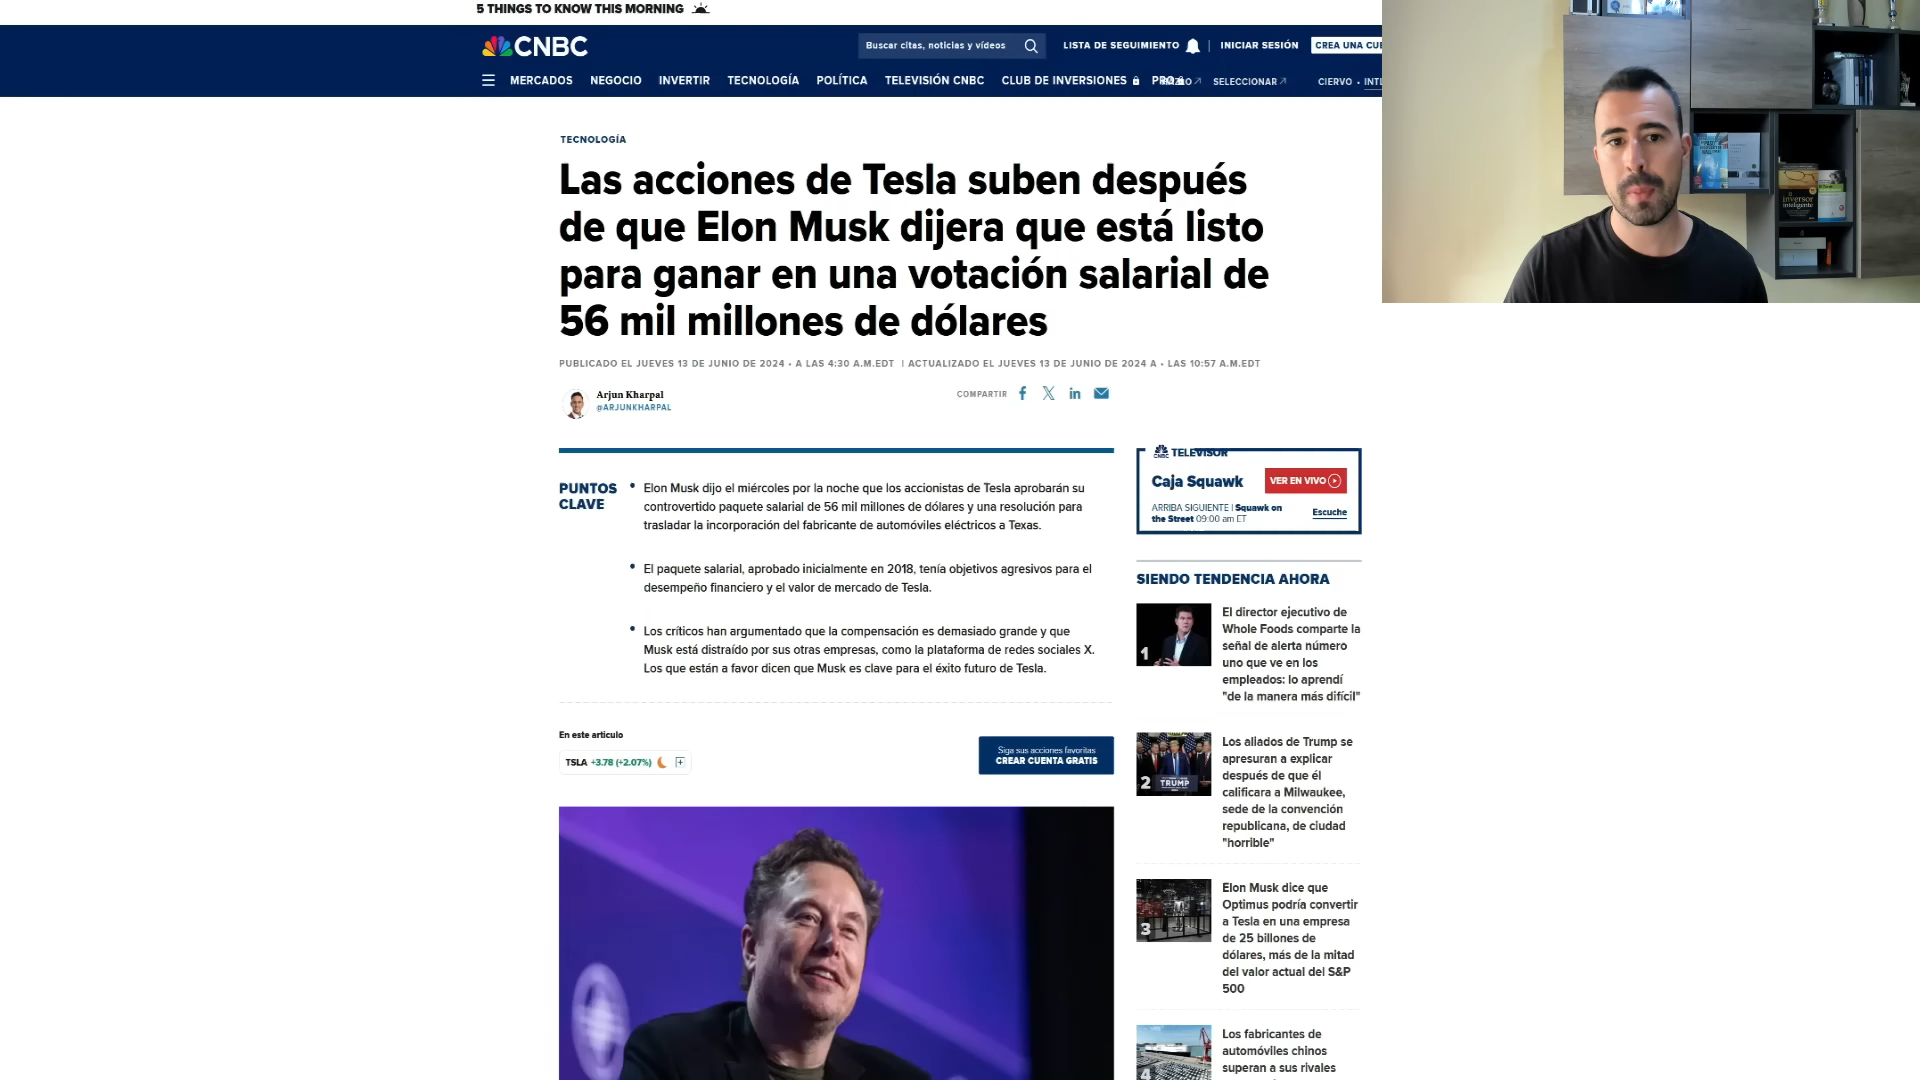 5 THINGS TO KNOW THIS MORNING
CNBC
Buscar citas, noticias y vídeos
LISTA DE SEGUIMIENTO
INICIAR SESIÓN
MERCADOS NEGOCIO INVERTIR TECNOLOGÍA POLÍTICA TELEVISIÓN CNBC CLUB DE INVERSIONES PRO
SELECCIONAR
CIERVO
TECNOLOGÍA
Las acciones de Tesla suben después
de que Elon Musk dijera que está listo
para ganar en una votación salarial de
56 mil millones de dólares
PUBLICADO EL JUEVES 13 DE JUNIO DE 2024 • A LAS 4:30 A.M.EDT | ACTUALIZADO EL JUEVES 13 DE JUNIO DE 2024 A • LAS 10:57 A.M.EDT
Arjun Kharpal
@ARJUNKHARPAL
COMPARTIR
PUNTOS
CLAVE
Elon Musk dijo el miércoles por la noche que los accionistas de Tesla aprobarán su
controvertido paquete salarial de 56 mil millones de dólares y una resolución para
trasladar la incorporación del fabricante de automóviles eléctricos a Texas.
El paquete salarial, aprobado inicialmente en 2018, tenía objetivos agresivos para el
desempeño financiero y el valor de mercado de Tesla.
Los críticos han argumentado que la compensación es demasiado grande y que
Musk está distraído por sus otras empresas, como la plataforma de redes sociales X.
Los que están a favor dicen que Musk es clave para el éxito futuro de Tesla.
En este artículo
TSLA +3.78 (+2.07%)
Siga sus acciones favoritas
CREAR CUENTA GRATIS
CNBC TELEVISOR
Caja Squawk
VER EN VIVO
ARRIBA SIGUIENTE | Squawk on
the Street 09:00 am ET
Escuche
SIENDO TENDENCIA AHORA
1
El director ejecutivo de
Whole Foods comparte la
señal de alerta número
uno que ve en los
empleados: lo aprendí
"de la manera más difícil"
2
TRUMP
Los aliados de Trump se
apresuran a explicar
después de que él
calificara a Milwaukee,
sede de la convención
republicana, de ciudad
"horrible"
3
Elon Musk dice que
Optimus podría convertir
a Tesla en una empresa
de 25 billones de
dólares, más de la mitad
del valor actual del S&P
500
4
Los fabricantes de
automóviles chinos
superan a sus rivales
inversor
inteligente